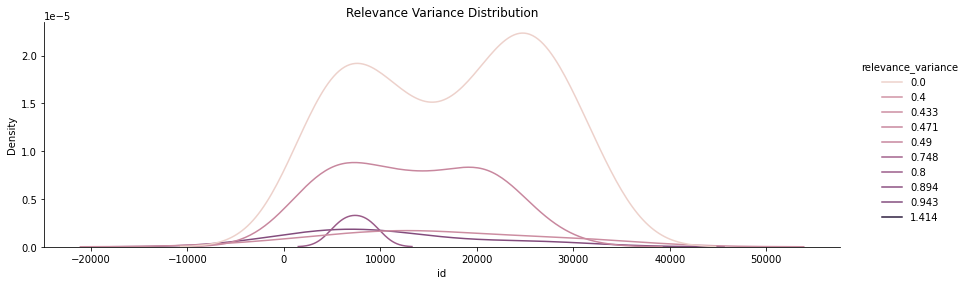 Relevance Variance Distribution
1e−5
2.0
1.5
1.0
0.5
0.0
Density
−20000 −10000 0 10000 20000 30000 40000 50000
id
relevance_variance
0.0
0.4
0.433
0.471
0.49
0.748
0.8
0.894
0.943
1.414